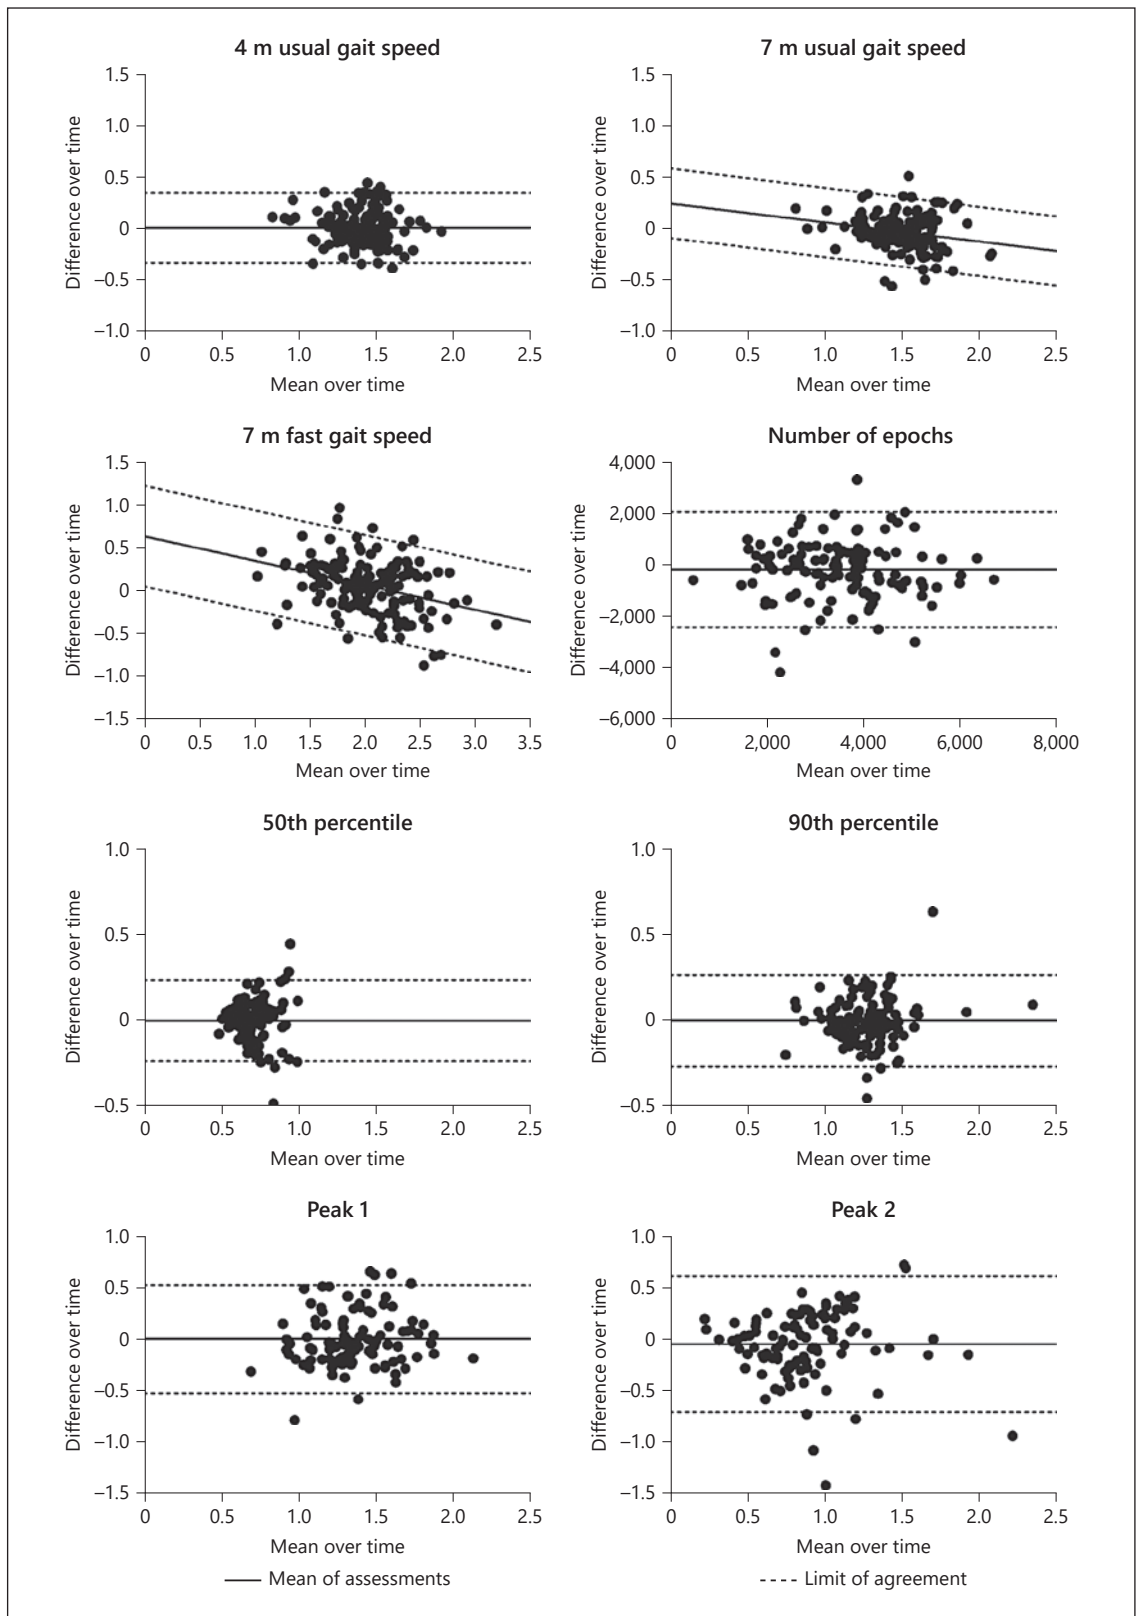 4 m usual gait speed
1.5
1.0
0.5
0
–0.5
–1.0
Difference over time
0 0.5 1.0 1.5 2.0 2.5
Mean over time
7 m usual gait speed
1.5
1.0
0.5
0
–0.5
–1.0
Difference over time
0 0.5 1.0 1.5 2.0 2.5
Mean over time
7 m fast gait speed
1.5
1.0
0.5
0
–0.5
–1.0
–1.5
Difference over time
0 0.5 1.0 1.5 2.0 2.5 3.0 3.5
Mean over time
Number of epochs
4,000
2,000
0
–2,000
–4,000
–6,000
Difference over time
0 2,000 4,000 6,000 8,000
Mean over time
50th percentile
1.0
0.5
0
–0.5
Difference over time
0 0.5 1.0 1.5 2.0 2.5
Mean over time
90th percentile
1.0
0.5
0
–0.5
Difference over time
0 0.5 1.0 1.5 2.0 2.5
Mean over time
Peak 1
1.0
0.5
0
–0.5
–1.0
–1.5
Difference over time
0 0.5 1.0 1.5 2.0 2.5
Mean over time
Peak 2
1.0
0.5
0
–0.5
–1.0
–1.5
Difference over time
0 0.5 1.0 1.5 2.0 2.5
Mean over time
Mean of assessments
Limit of agreement